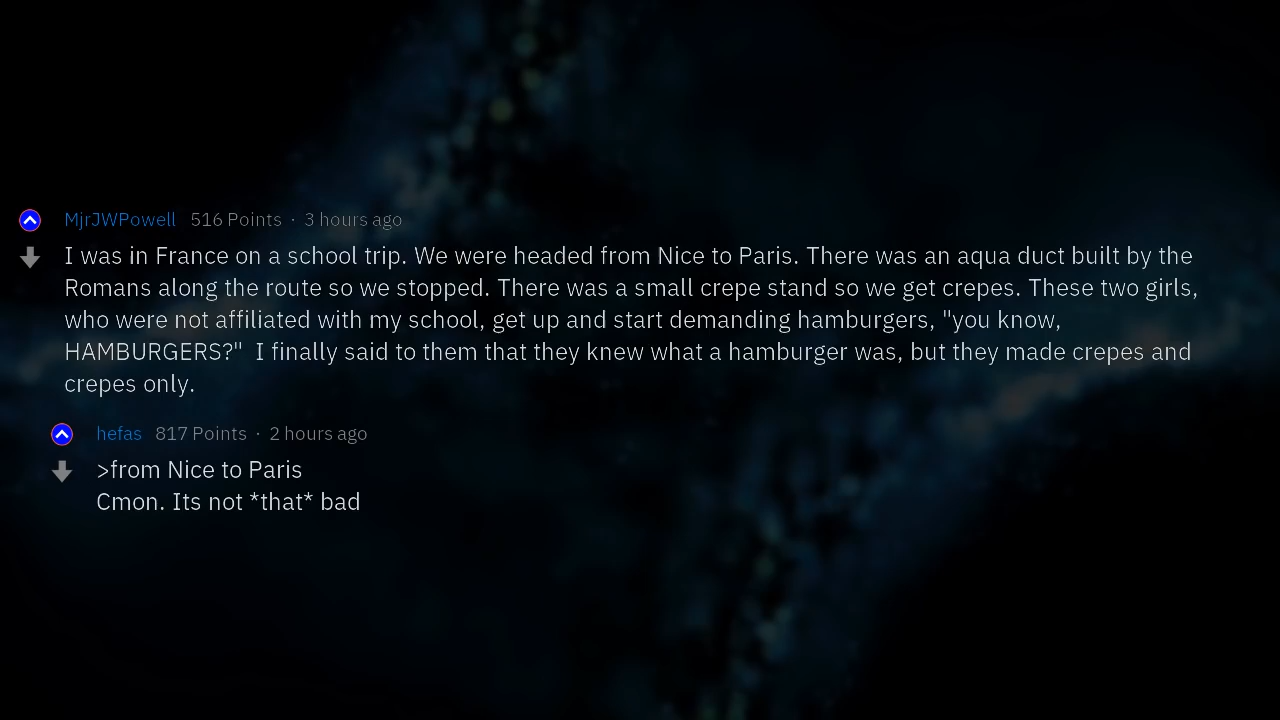 MjrJWPowell 516 Points · 3 hours ago
I was in France on a school trip. We were headed from Nice to Paris. There was an aqua duct built by the
Romans along the route so we stopped. There was a small crepe stand so we get crepes. These two girls,
who were not affiliated with my school, get up and start demanding hamburgers, "you know,
HAMBURGERS?"  I finally said to them that they knew what a hamburger was, but they made crepes and
crepes only.
hefas 817 Points · 2 hours ago
>from Nice to Paris
Cmon. Its not *that* bad